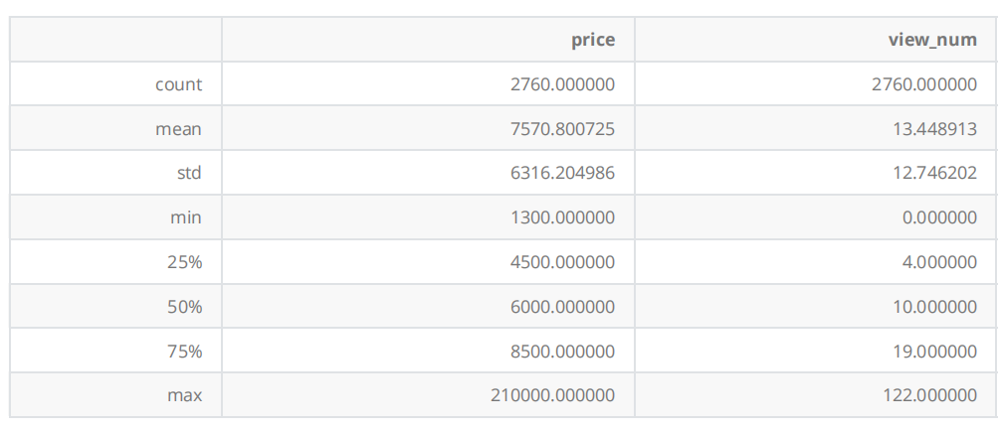 price view_num
count 2760.000000 2760.000000
mean 7570.800725 13.448913
std 6316.204986 12.746202
min 1300.000000 0.000000
25% 4500.000000 4.000000
50% 6000.000000 10.000000
75% 8500.000000 19.000000
max 210000.000000 122.000000